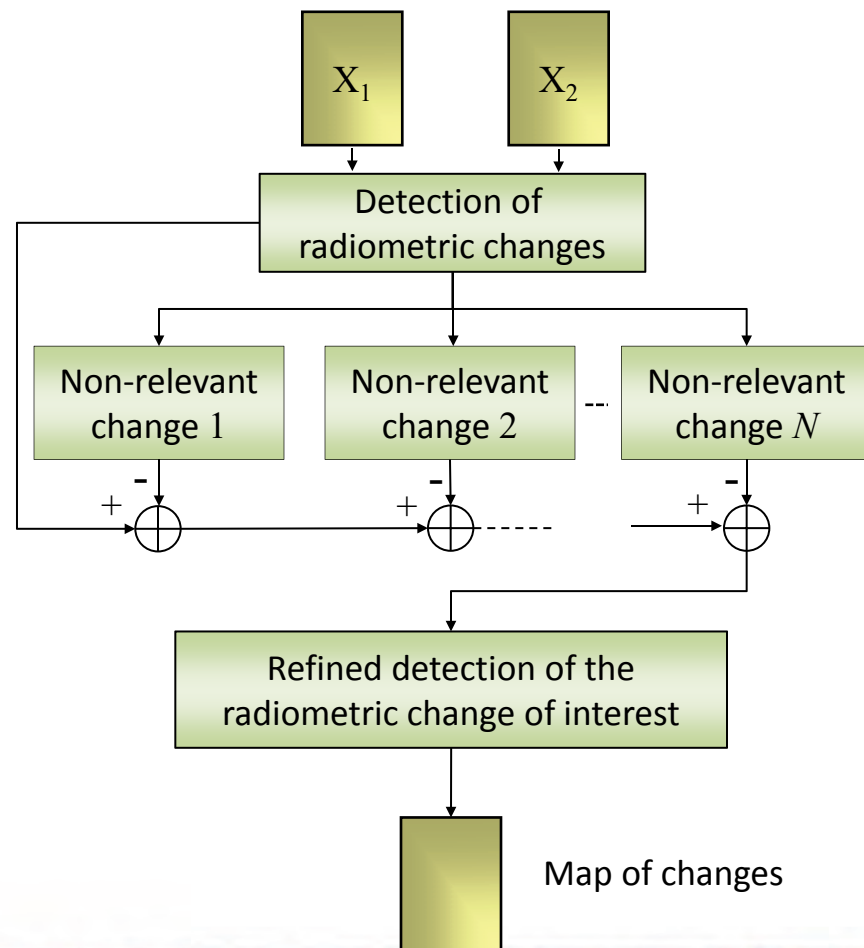 X₁ X₂
Detection of
radiometric changes
Non-relevant
change 1
Non-relevant
change 2
---
Non-relevant
change N
+ -
+ -
+ -
Refined detection of the
radiometric change of interest
Map of changes